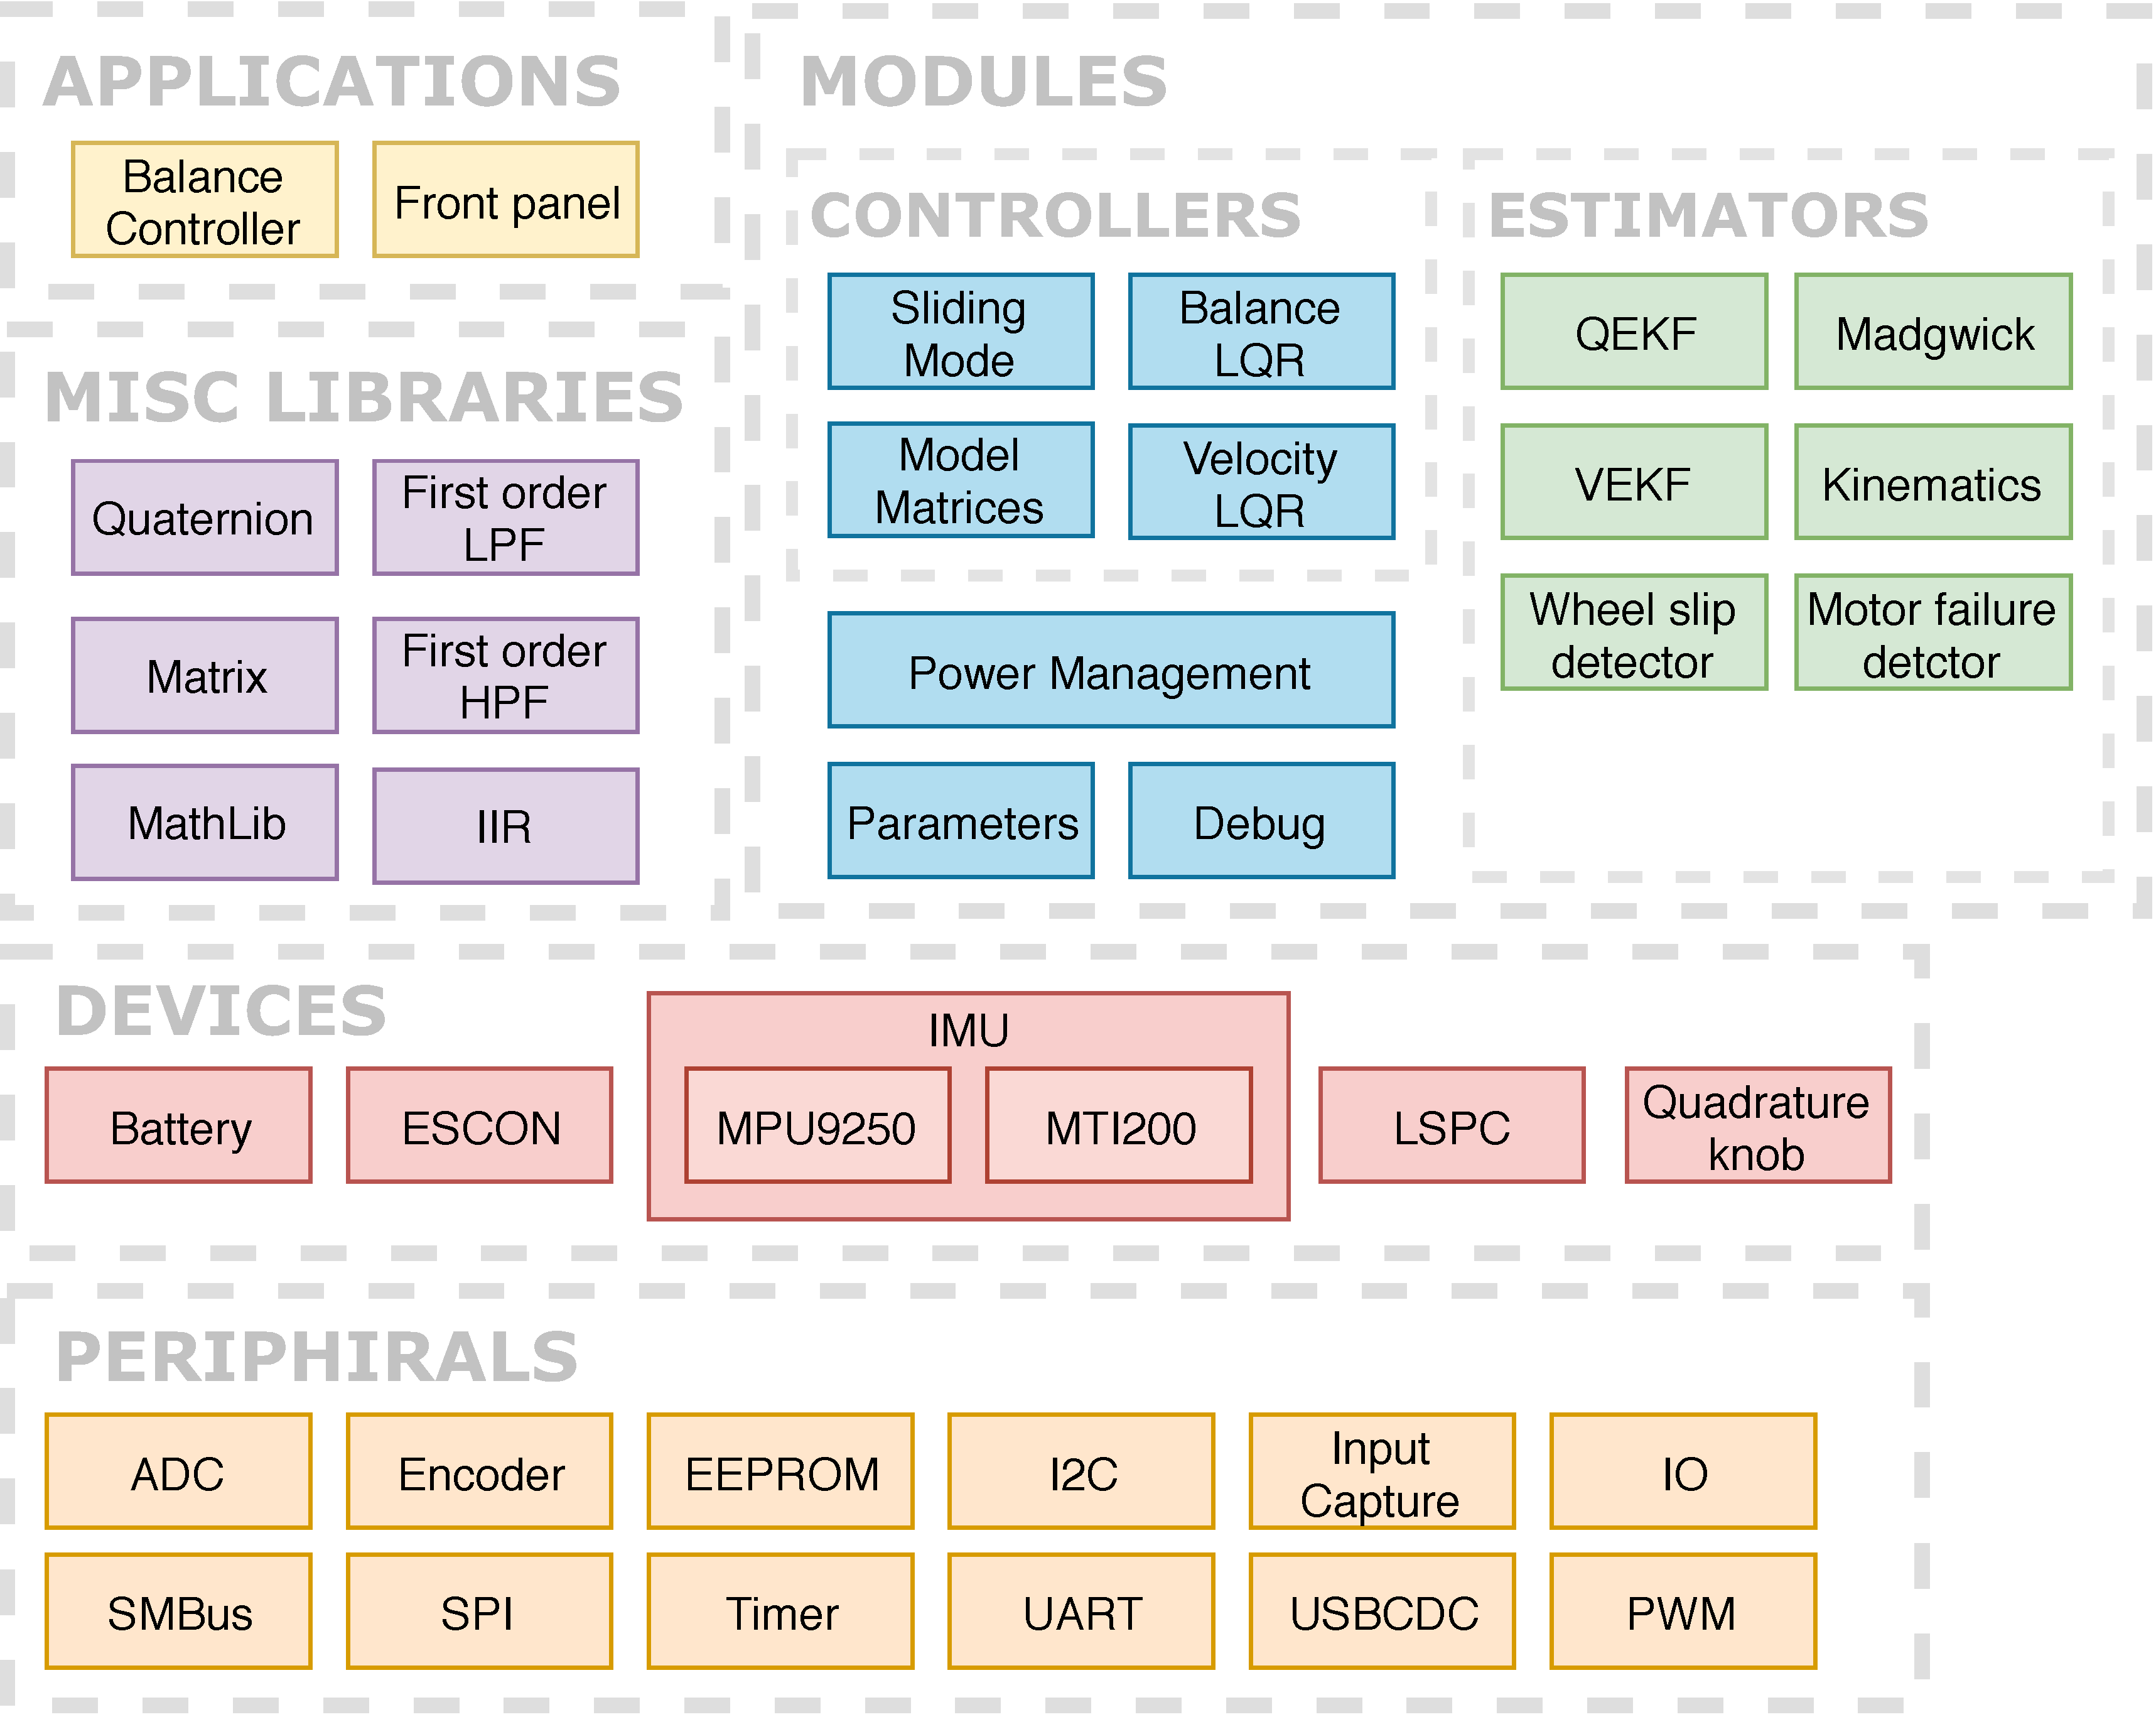 APPLICATIONS
Balance
Controller
Front panel
MISC LIBRARIES
Quaternion
First order
LPF
Matrix
First order
HPF
MathLib
IIR
MODULES
CONTROLLERS
Sliding
Mode
Balance
LQR
Model
Matrices
Velocity
LQR
Power Management
Parameters
Debug
ESTIMATORS
QEKF
Madgwick
VEKF
Kinematics
Wheel slip
detector
Motor failure
detctor
DEVICES
Battery
ESCON
IMU
MPU9250
MTI200
LSPC
Quadrature
knob
PERIPHIRALS
ADC
Encoder
EEPROM
I2C
Input
Capture
IO
SMBus
SPI
Timer
UART
USBCDC
PWM